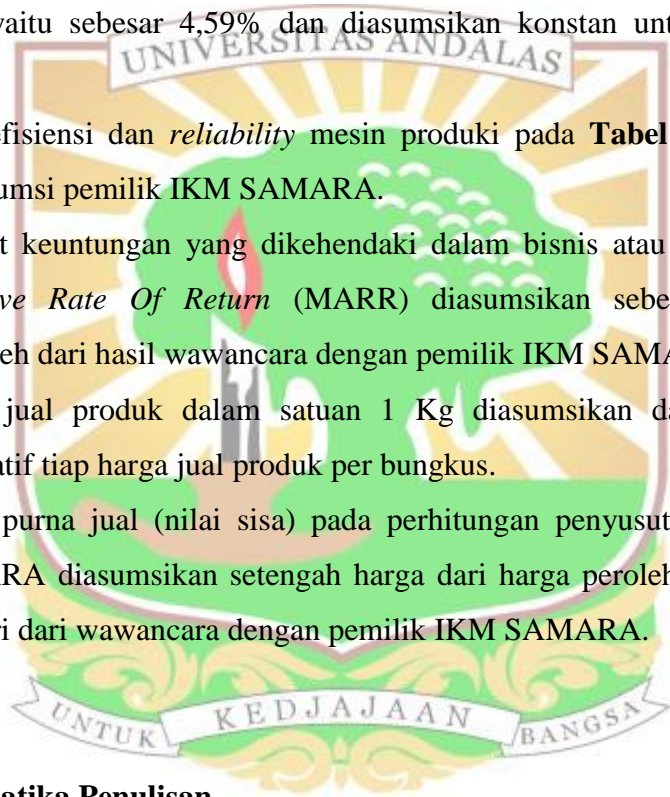 waitu sebesar 4,59% dan diasumsikan konstan unt
UNIVERSITAS ANDALAS
efisiensi dan reliability mesin produki pada Tabel
umsi pemilik IKM SAMARA.
t keuntungan yang dikehendaki dalam bisnis atau
ve Rate Of Return (MARR) diasumsikan sebe
leh dari hasil wawancara dengan pemilik IKM SAMA
jual produk dalam satuan 1 Kg diasumsikan da
atif tiap harga jual produk per bungkus.
purna jual (nilai sisa) pada perhitungan penyusut
ARA diasumsikan setengah harga dari harga peroleh
ri dari wawancara dengan pemilik IKM SAMARA.
UNTUK KEDJAJAAN BANGSA
atika Penulisan